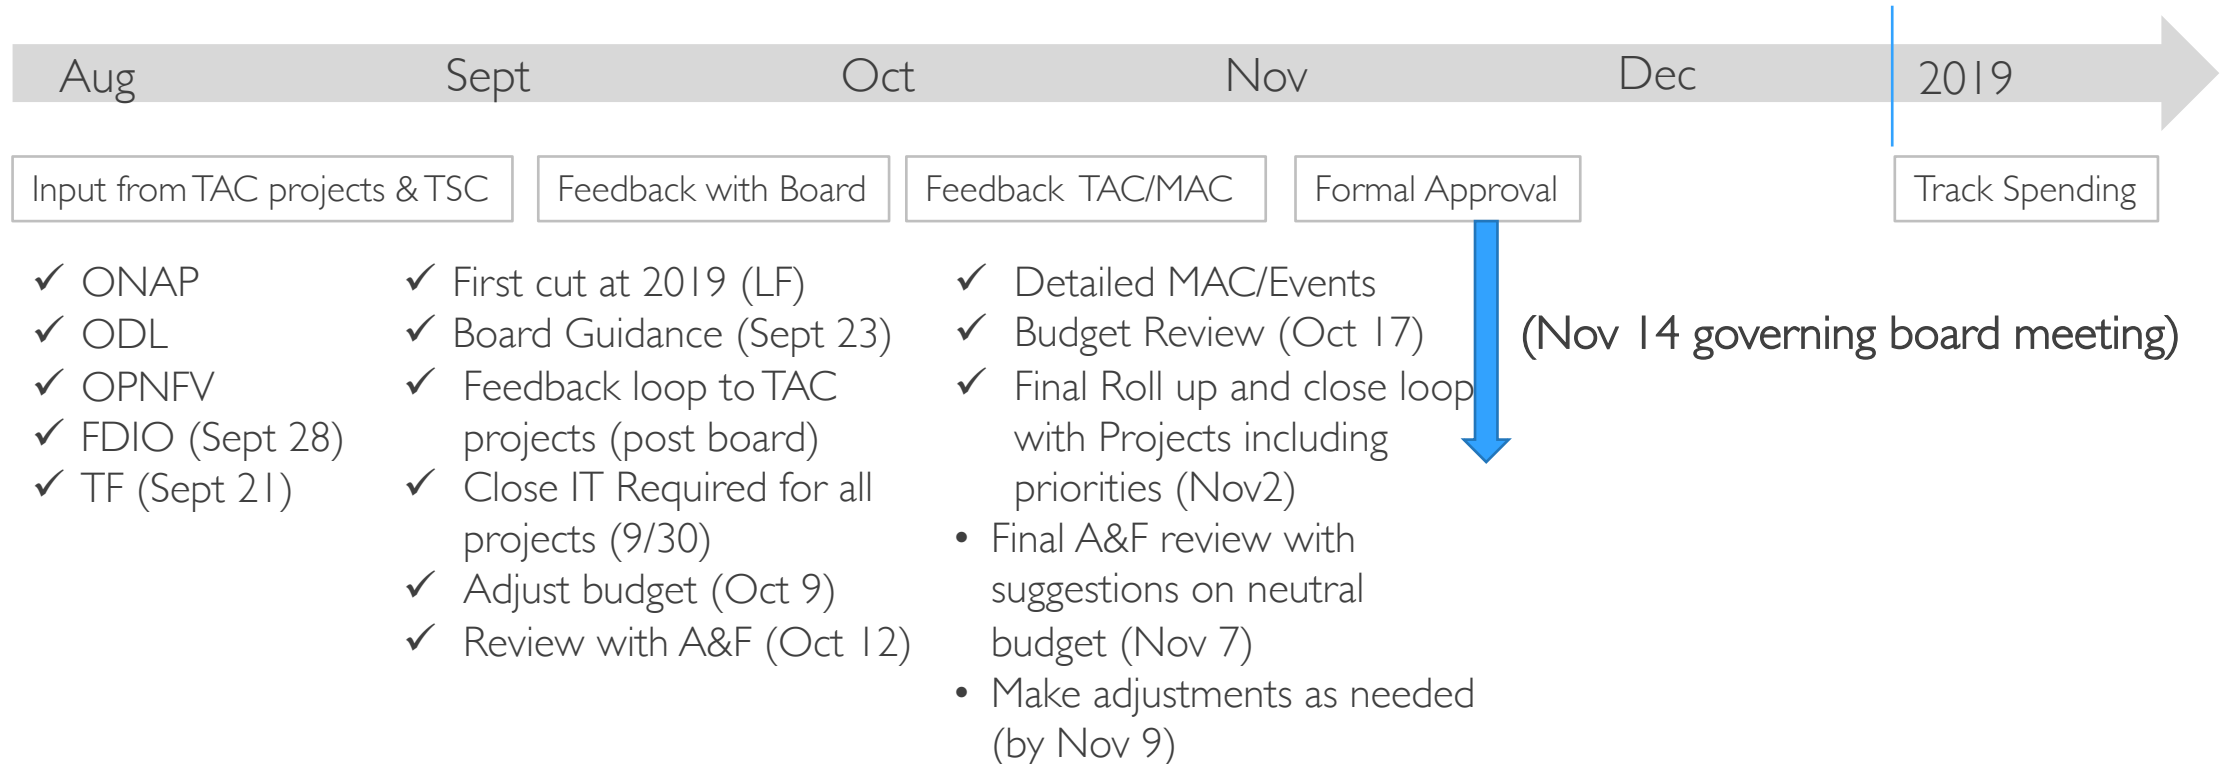 Aug Sept Oct Nov Dec 2019
Input from TAC projects & TSC
Feedback with Board
Feedback TAC/MAC
Formal Approval
Track Spending
✓ ONAP
✓ ODL
✓ OPNFV
✓ FDIO (Sept 28)
✓ TF (Sept 21)
✓ First cut at 2019 (LF)
✓ Board Guidance (Sept 23)
✓ Feedback loop to TAC
projects (post board)
✓ Close IT Required for all
projects (9/30)
✓ Adjust budget (Oct 9)
✓ Review with A&F (Oct 12)
✓ Detailed MAC/Events
✓ Budget Review (Oct 17)
✓ Final Roll up and close loop
with Projects including
priorities (Nov2)
• Final A&F review with
suggestions on neutral
budget (Nov 7)
• Make adjustments as needed
(by Nov 9)
(Nov 14 governing board meeting)